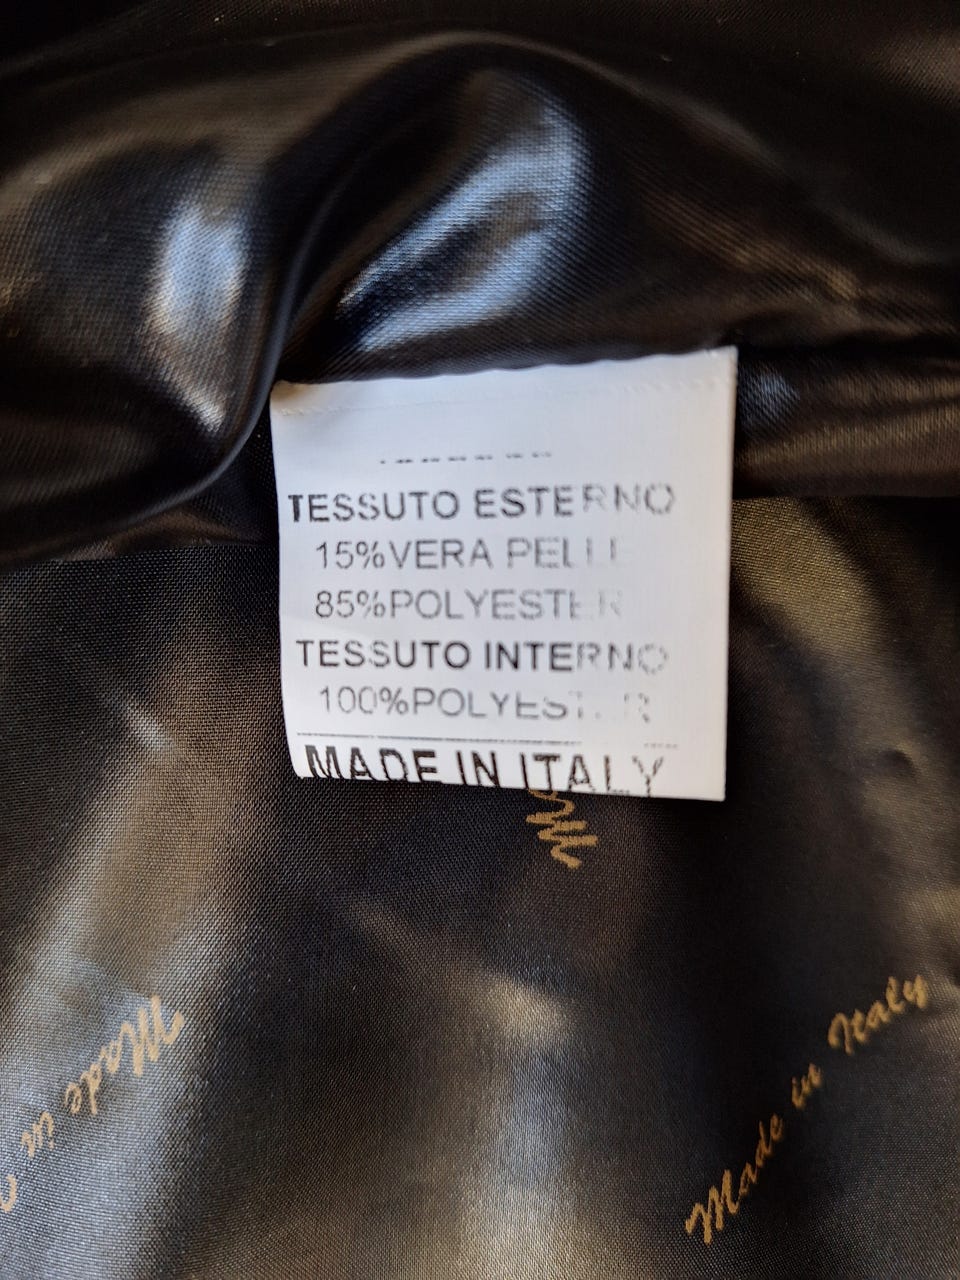 TESSUTO ESTERNO
15%VERA PELLE
85%POLYESTER
TESSUTO INTERNO
100%POLYESTER
MADE IN ITALY
Made in
Made in Italy